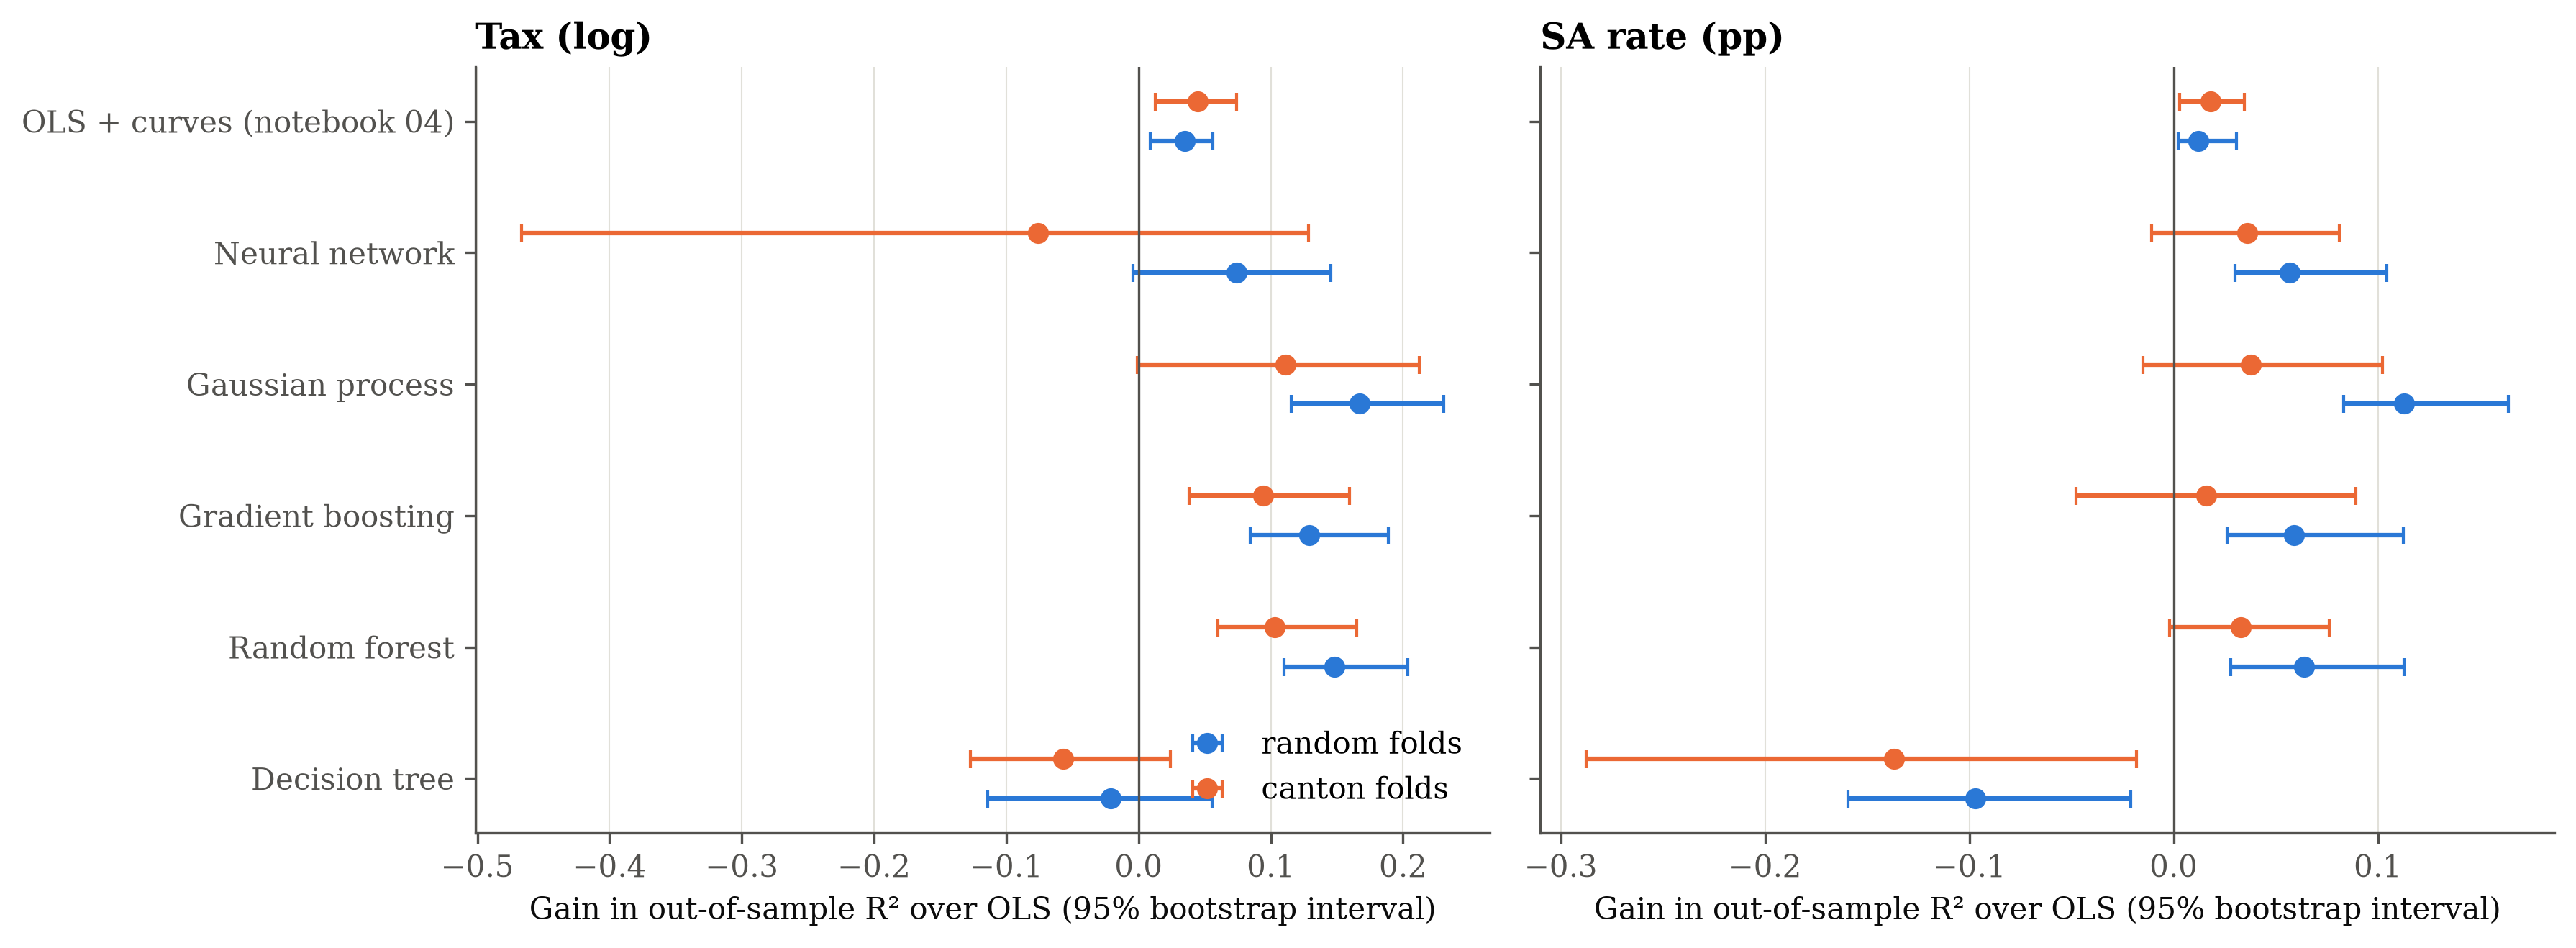 Tax (log)
SA rate (pp)
OLS + curves (notebook 04)
Neural network
Gaussian process
Gradient boosting
Random forest
Decision tree
random folds
canton folds
−0.5 −0.4 −0.3 −0.2 −0.1 0.0 0.1 0.2
−0.3 −0.2 −0.1 0.0 0.1
Gain in out-of-sample R² over OLS (95% bootstrap interval)
Gain in out-of-sample R² over OLS (95% bootstrap interval)